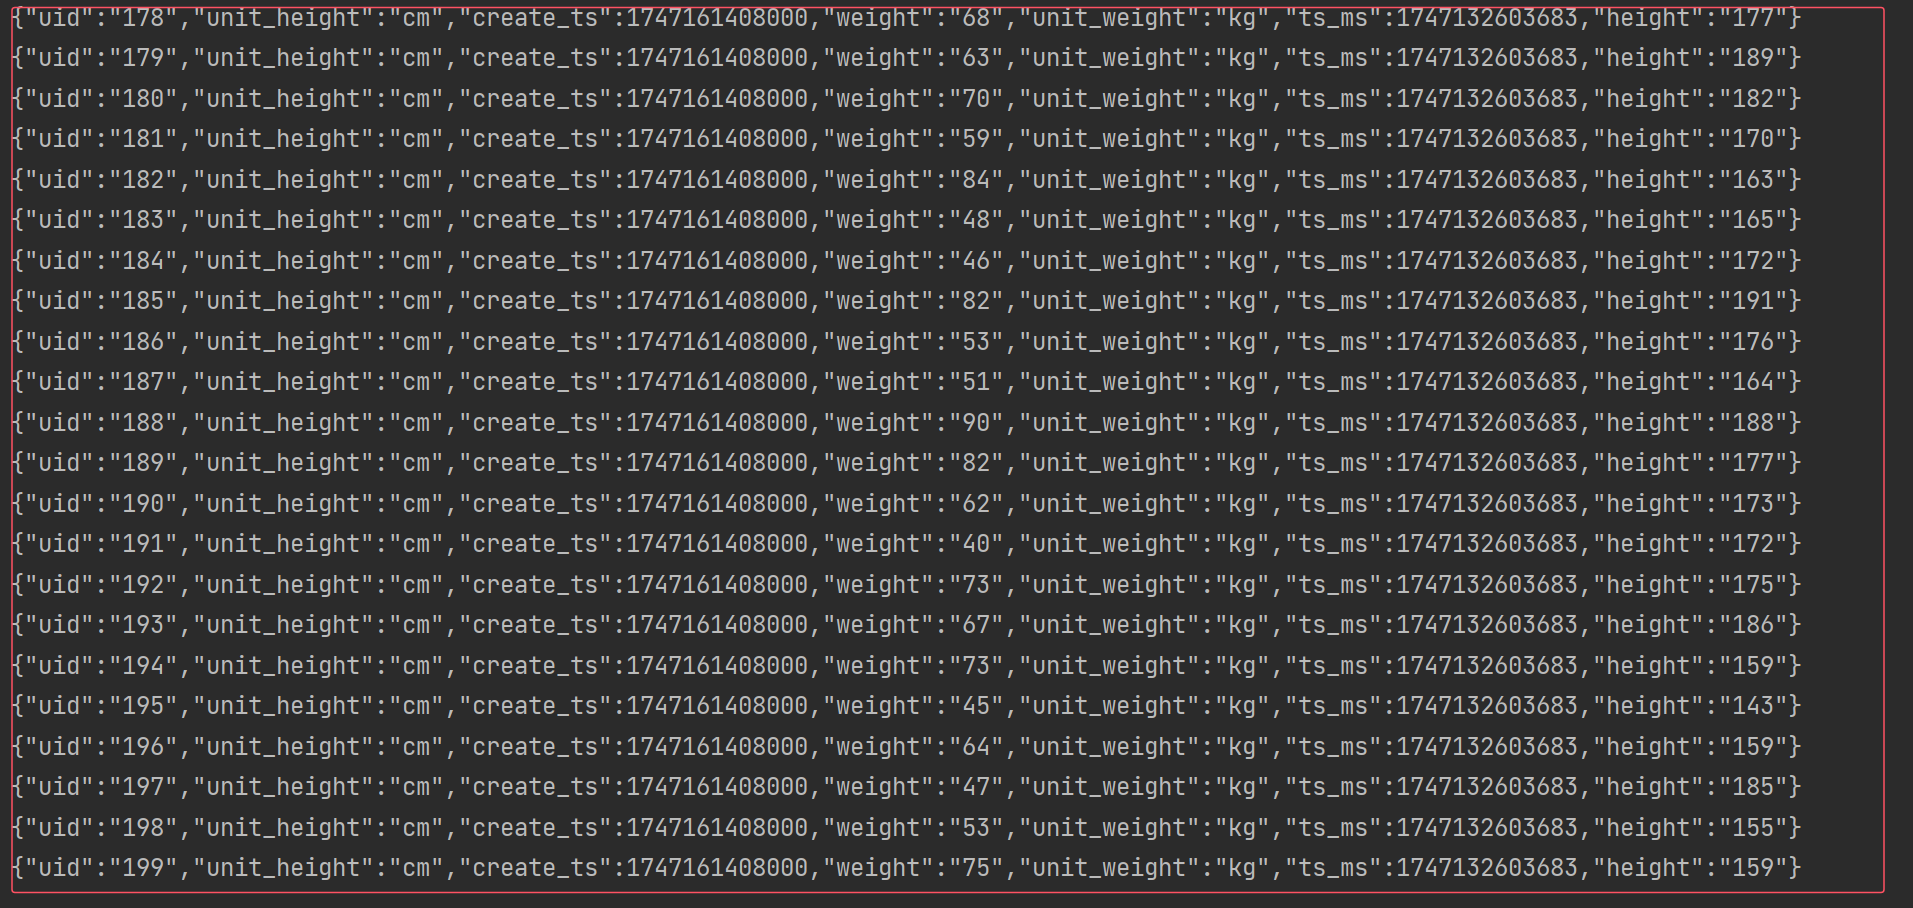 {"uid":"178","unit_height":"cm","create_ts":1747161408000,"weight":"68","unit_weight":"kg","ts_ms":1747132603683,"height":"177"}
{"uid":"179","unit_height":"cm","create_ts":1747161408000,"weight":"63","unit_weight":"kg","ts_ms":1747132603683,"height":"189"}
{"uid":"180","unit_height":"cm","create_ts":1747161408000,"weight":"70","unit_weight":"kg","ts_ms":1747132603683,"height":"182"}
{"uid":"181","unit_height":"cm","create_ts":1747161408000,"weight":"59","unit_weight":"kg","ts_ms":1747132603683,"height":"170"}
{"uid":"182","unit_height":"cm","create_ts":1747161408000,"weight":"84","unit_weight":"kg","ts_ms":1747132603683,"height":"163"}
{"uid":"183","unit_height":"cm","create_ts":1747161408000,"weight":"48","unit_weight":"kg","ts_ms":1747132603683,"height":"165"}
{"uid":"184","unit_height":"cm","create_ts":1747161408000,"weight":"46","unit_weight":"kg","ts_ms":1747132603683,"height":"172"}
{"uid":"185","unit_height":"cm","create_ts":1747161408000,"weight":"82","unit_weight":"kg","ts_ms":1747132603683,"height":"191"}
{"uid":"186","unit_height":"cm","create_ts":1747161408000,"weight":"53","unit_weight":"kg","ts_ms":1747132603683,"height":"176"}
{"uid":"187","unit_height":"cm","create_ts":1747161408000,"weight":"51","unit_weight":"kg","ts_ms":1747132603683,"height":"164"}
{"uid":"188","unit_height":"cm","create_ts":1747161408000,"weight":"90","unit_weight":"kg","ts_ms":1747132603683,"height":"188"}
{"uid":"189","unit_height":"cm","create_ts":1747161408000,"weight":"82","unit_weight":"kg","ts_ms":1747132603683,"height":"177"}
{"uid":"190","unit_height":"cm","create_ts":1747161408000,"weight":"62","unit_weight":"kg","ts_ms":1747132603683,"height":"173"}
{"uid":"191","unit_height":"cm","create_ts":1747161408000,"weight":"40","unit_weight":"kg","ts_ms":1747132603683,"height":"172"}
{"uid":"192","unit_height":"cm","create_ts":1747161408000,"weight":"73","unit_weight":"kg","ts_ms":1747132603683,"height":"175"}
{"uid":"193","unit_height":"cm","create_ts":1747161408000,"weight":"67","unit_weight":"kg","ts_ms":1747132603683,"height":"186"}
{"uid":"194","unit_height":"cm","create_ts":1747161408000,"weight":"73","unit_weight":"kg","ts_ms":1747132603683,"height":"159"}
{"uid":"195","unit_height":"cm","create_ts":1747161408000,"weight":"45","unit_weight":"kg","ts_ms":1747132603683,"height":"143"}
{"uid":"196","unit_height":"cm","create_ts":1747161408000,"weight":"64","unit_weight":"kg","ts_ms":1747132603683,"height":"159"}
{"uid":"197","unit_height":"cm","create_ts":1747161408000,"weight":"47","unit_weight":"kg","ts_ms":1747132603683,"height":"185"}
{"uid":"198","unit_height":"cm","create_ts":1747161408000,"weight":"53","unit_weight":"kg","ts_ms":1747132603683,"height":"155"}
{"uid":"199","unit_height":"cm","create_ts":1747161408000,"weight":"75","unit_weight":"kg","ts_ms":1747132603683,"height":"159"}